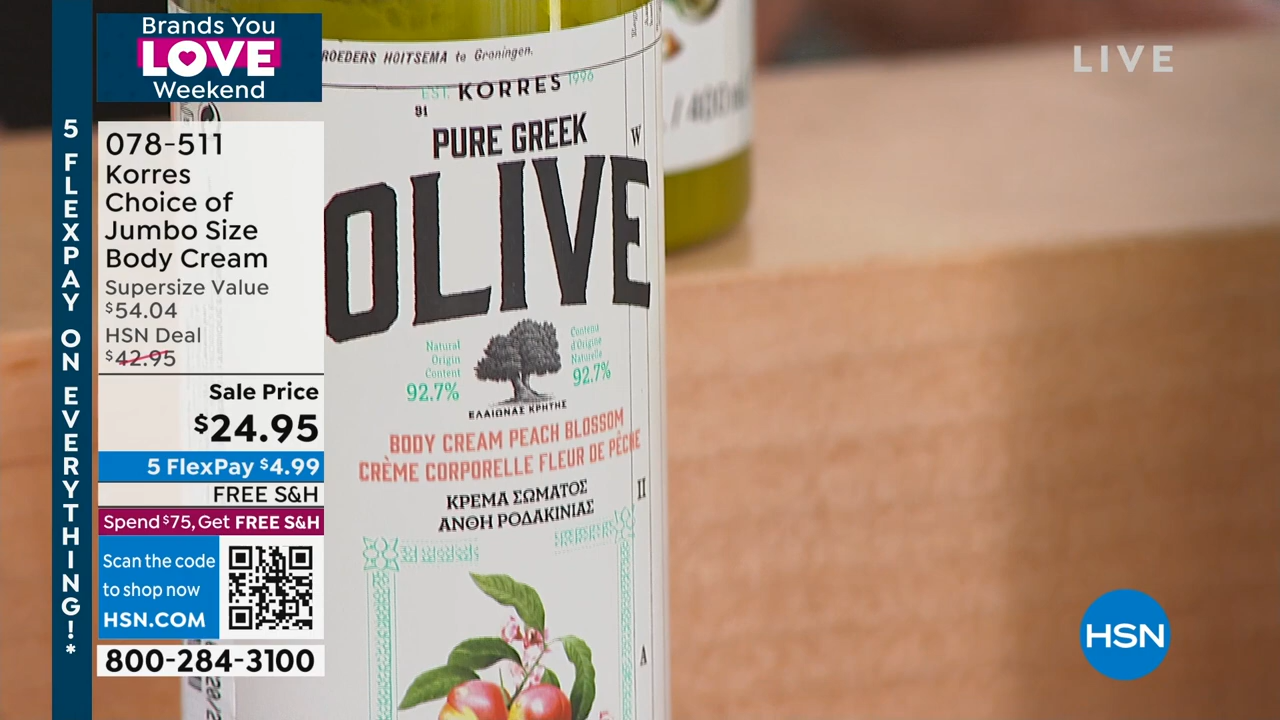 Brands You
LOVE
Weekend
5 FLEXPAY ON EVERYTHING!*
078-511
Korres
Choice of
Jumbo Size
Body Cream
Supersize Value
$54.04
HSN Deal
$42.95
Sale Price
$24.95
5 FlexPay $4.99
FREE S&H
Spend $75, Get FREE S&H
Scan the code
to shop now
HSN.COM
800-284-3100
LIVE
HSN
ROEDERS HOITSEMA to Groningen.
EST. KORRES 1996
31
PURE GREEK
OLIVE
W
Natural
Origin
Content
92.7%
Contenu
d'Origine
Naturelle
92.7%
ΕΛΑΙΩΝΑΣ ΚΡΗΤΗΣ
BODY CREAM PEACH BLOSSOM
CRÈME CORPORELLE FLEUR DE PÊCHE
ΚΡΕΜΑ ΣΩΜΑΤΟΣ
ΑΝΘΗ ΡΟΔΑΚΙΝΙΑΣ
II
A